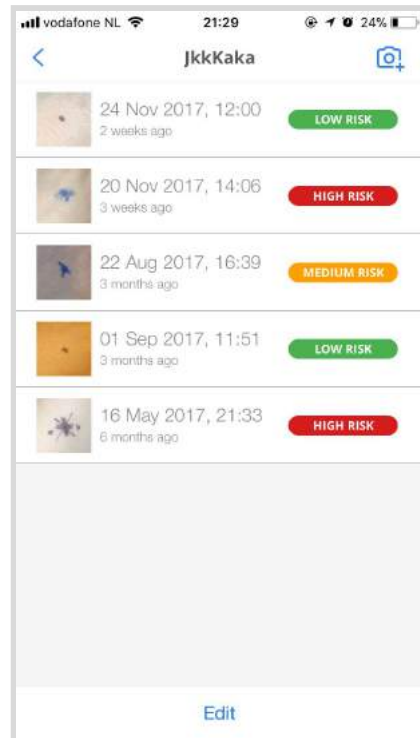 vodafone NL 21:29 24%
JkkKaka
24 Nov 2017, 12:00
2 weeks ago
LOW RISK
20 Nov 2017, 14:06
3 weeks ago
HIGH RISK
22 Aug 2017, 16:39
3 months ago
MEDIUM RISK
01 Sep 2017, 11:51
3 months ago
LOW RISK
16 May 2017, 21:33
6 months ago
HIGH RISK
Edit